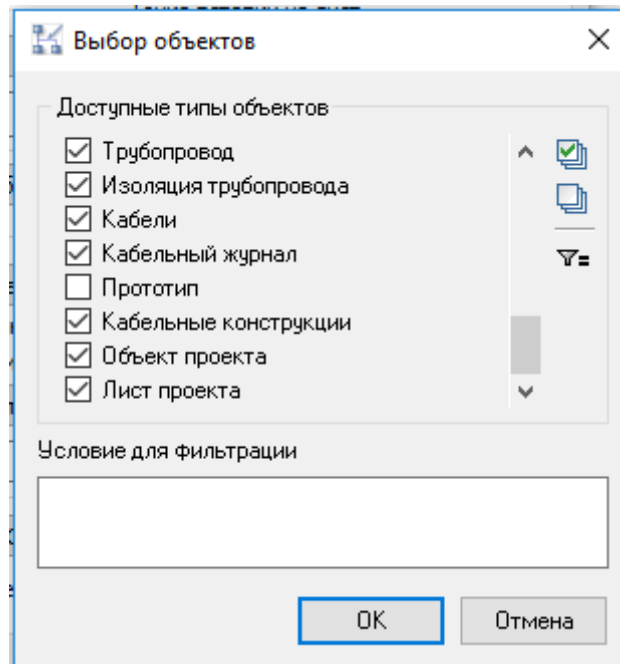 Выбор объектов
Доступные типы объектов
Трубопровод
Изоляция трубопровода
Кабели
Кабельный журнал
Прототип
Кабельные конструкции
Объект проекта
Лист проекта
Условие для фильтрации
OK
Отмена